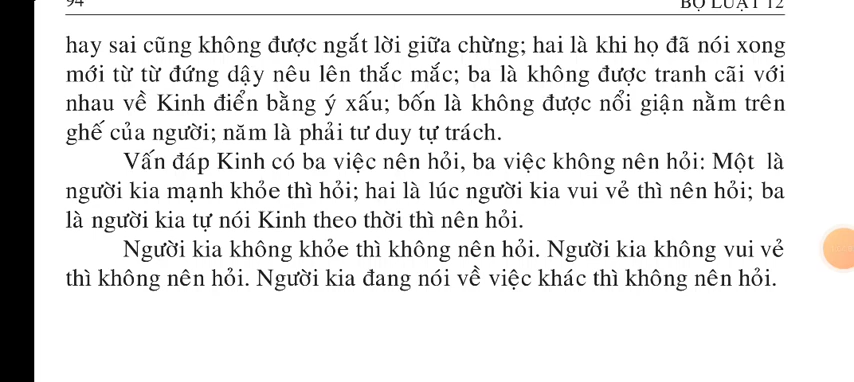 94 BỘ LUẬT 12
hay sai cũng không được ngắt lời giữa chừng; hai là khi họ đã nói xong
mới từ từ đứng dậy nêu lên thắc mắc; ba là không được tranh cãi với
nhau về Kinh điển bằng ý xấu; bốn là không được nổi giận nằm trên
ghế của người; năm là phải tư duy tự trách.
Vấn đáp Kinh có ba việc nên hỏi, ba việc không nên hỏi: Một là
người kia mạnh khỏe thì hỏi; hai là lúc người kia vui vẻ thì nên hỏi; ba
là người kia tự nói Kinh theo thời thì nên hỏi.
Người kia không khỏe thì không nên hỏi. Người kia không vui vẻ
thì không nên hỏi. Người kia đang nói về việc khác thì không nên hỏi.